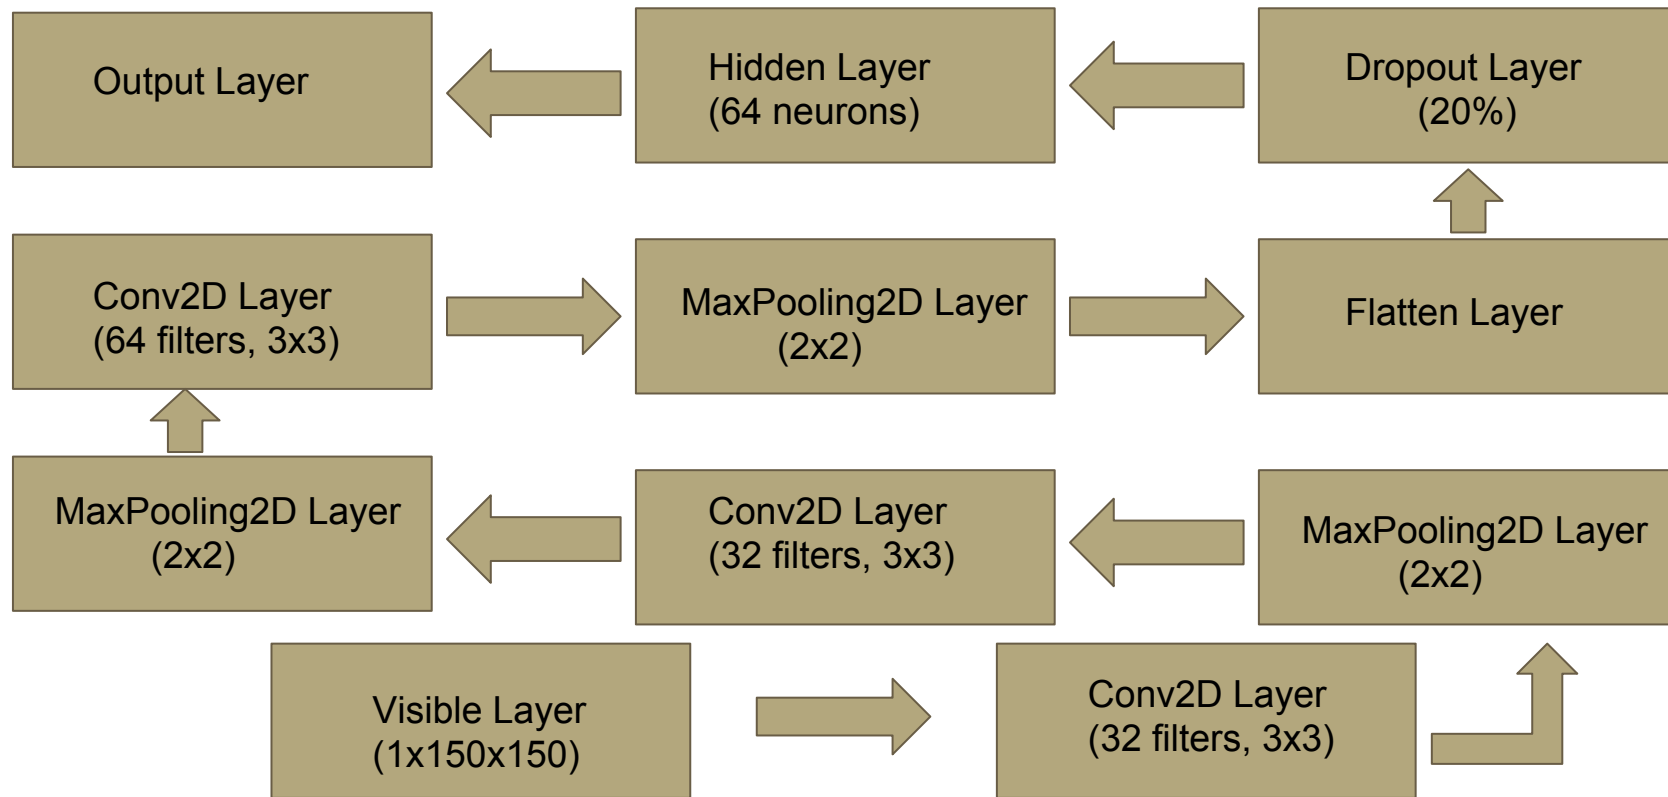 Output Layer
Hidden Layer
(64 neurons)
Dropout Layer
(20%)
Conv2D Layer
(64 filters, 3x3)
MaxPooling2D Layer
(2x2)
Flatten Layer
MaxPooling2D Layer
(2x2)
Conv2D Layer
(32 filters, 3x3)
MaxPooling2D Layer
(2x2)
Visible Layer
(1x150x150)
Conv2D Layer
(32 filters, 3x3)